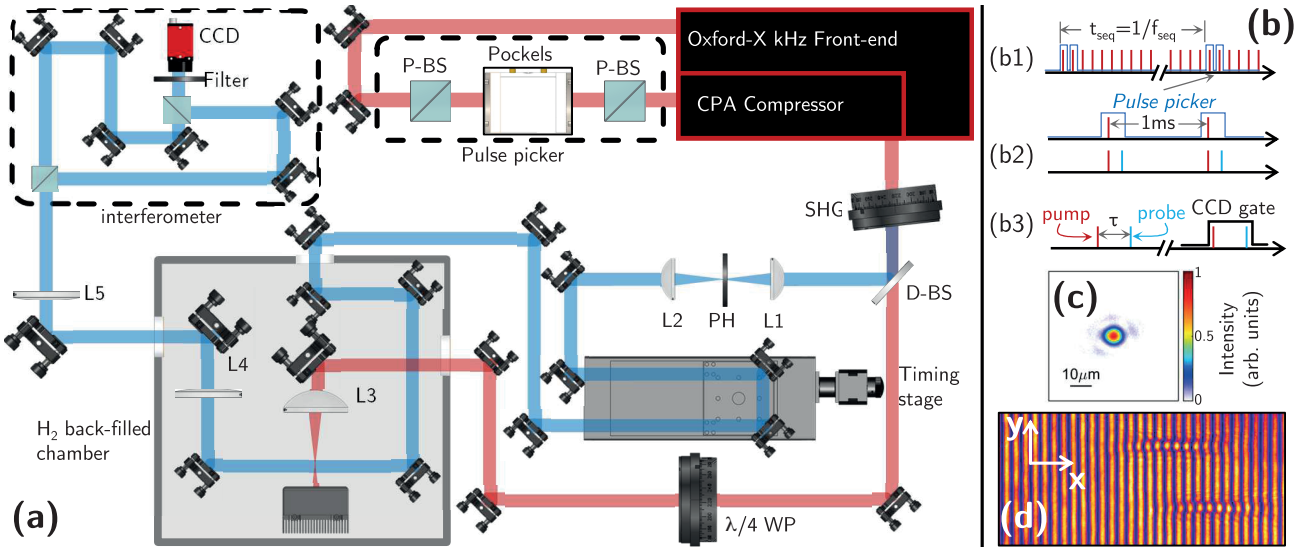 CCD
Filter
interferometer
P-BS
Pockels
P-BS
Pulse picker
Oxford-X kHz Front-end
CPA Compressor
SHG
D-BS
L2
PH
L1
Timing
stage
L5
L4
L3
H₂ back-filled
chamber
λ/4 WP
(a)
(b)
(b1)
t_seq=1/f_seq
Pulse picker
1ms
(b2)
(b3)
pump
τ
probe
CCD gate
(c)
10μm
1
0.5
0
Intensity
(arb. units)
y
x
(d)